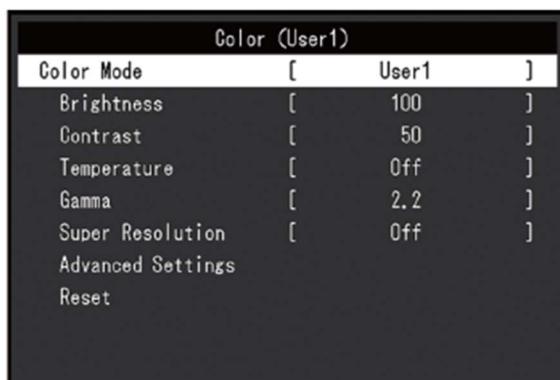 Color (User1)
Color Mode [ User1 ]
Brightness [ 100 ]
Contrast [ 50 ]
Temperature [ Off ]
Gamma [ 2.2 ]
Super Resolution [ Off ]
Advanced Settings
Reset